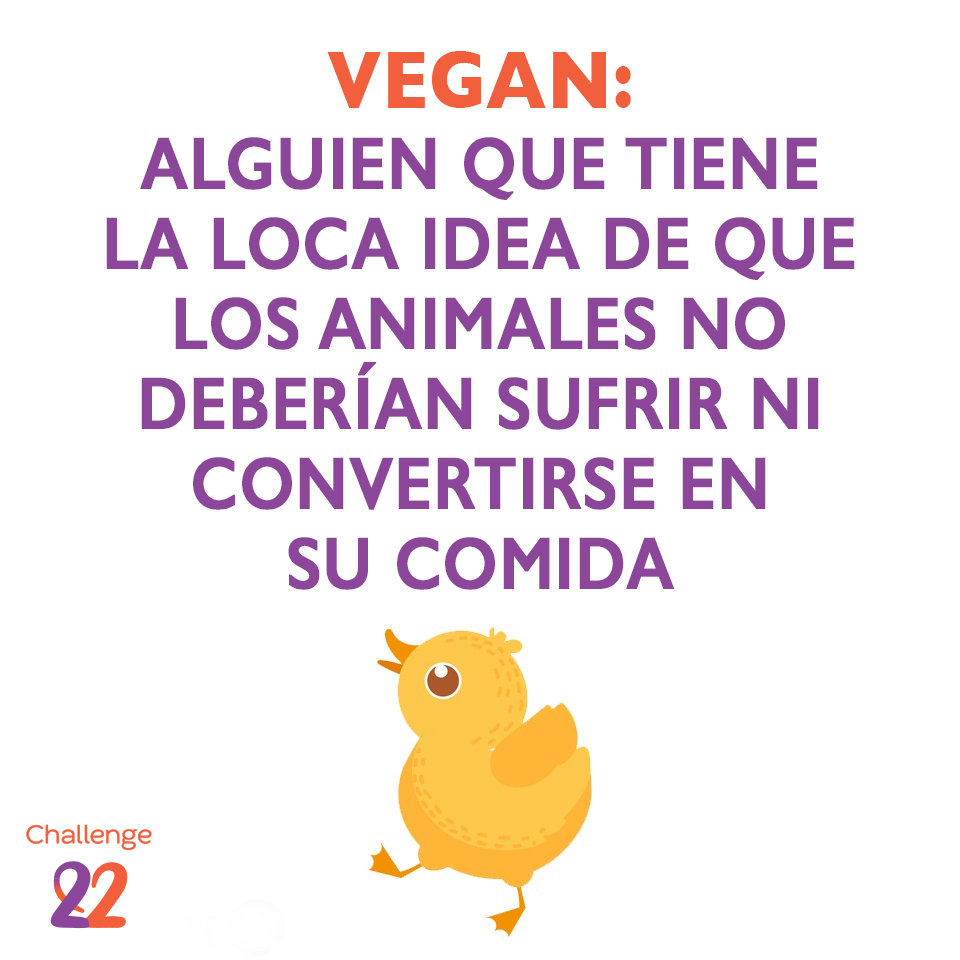 VEGAN:
ALGUIEN QUE TIENE
LA LOCA IDEA DE QUE
LOS ANIMALES NO
DEBERÍAN SUFRIR NI
CONVERTIRSE EN
SU COMIDA
Challenge
22